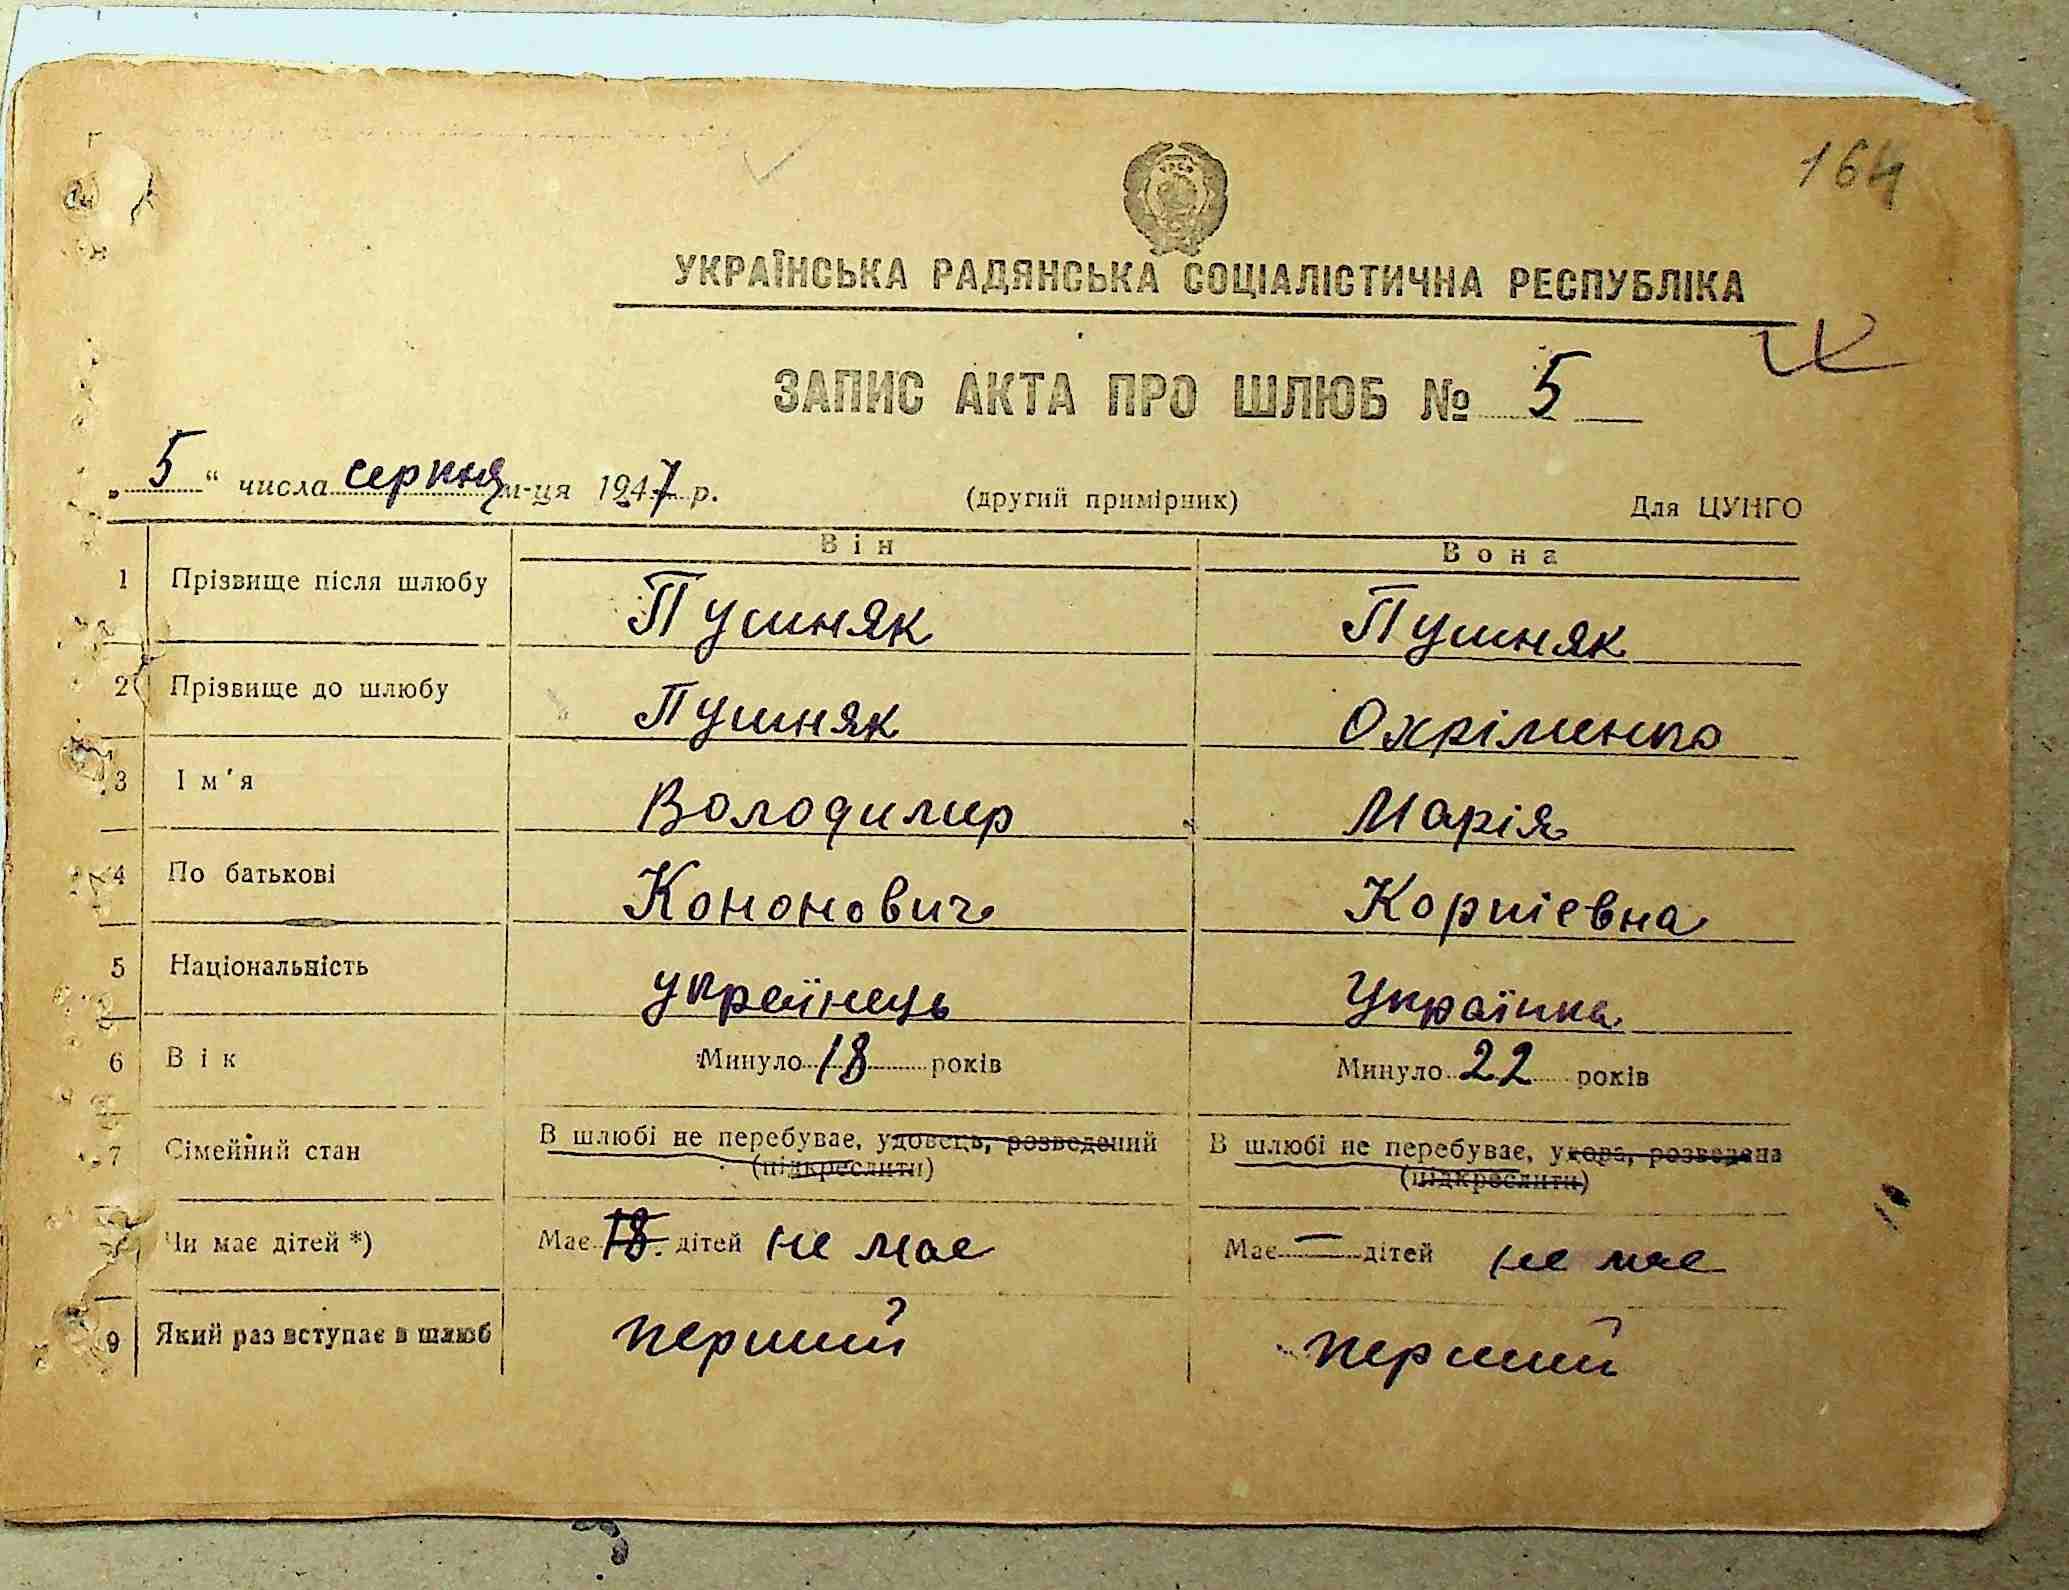 164
УКРАЇНСЬКА РАДЯНСЬКА СОЦІАЛІСТИЧНА РЕСПУБЛІКА
ЗАПИС АКТА ПРО ШЛЮБ № 5
„5“ числа серпня м-ця 1947 р. (другий примірник) Для ЦУНГО
Він Вона
1 Прізвище після шлюбу Пушняк Пушняк
2 Прізвище до шлюбу Пушняк Охріменко
3 Ім'я Володимир Марія
4 По батькові Кононович Корпієвна
5 Національність українець Українка
6 Вік Минуло 18 років Минуло 22 років
7 Сімейний стан В шлюбі не перебуває, удовець, розведений В шлюбі не перебуває, удова, розведена
(підкреслити) (підкреслити)
Чи має дітей *) Має 18 дітей не має Має — дітей не має
9 Який раз вступає в шлюб перший перший